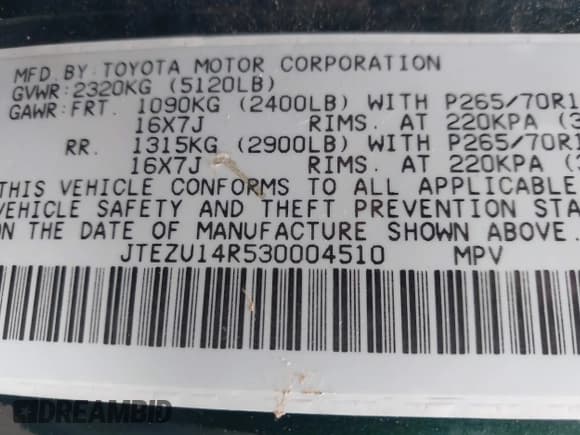 MFD. BY: TOYOTA MOTOR CORPORATION
GVWR: 2320KG (5120LB)
GAWR: FRT. 1090KG (2400LB) WITH P265/70R1
16X7J RIMS. AT 220KPA (3
RR. 1315KG (2900LB) WITH P265/70R1
16X7J RIMS. AT 220KPA (3
THIS VEHICLE CONFORMS TO ALL APPLICABLE
VEHICLE SAFETY AND THEFT PREVENTION STA
ON THE DATE OF MANUFACTURE SHOWN ABOVE.
JTEZU14R530004510 MPV
DREAMBID